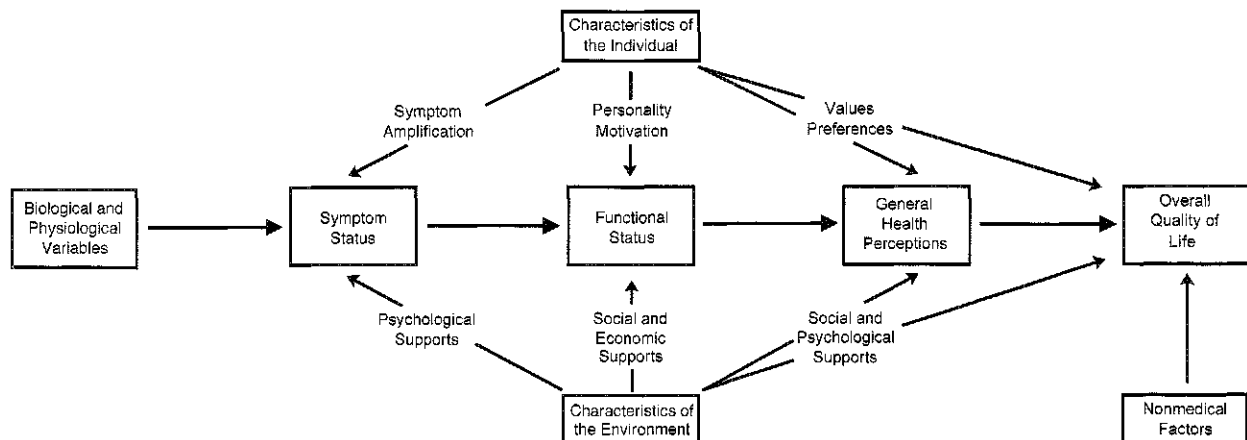 Characteristics of
the Individual
Symptom
Amplification
Personality
Motivation
Values
Preferences
Biological and
Physiological
Variables
Symptom
Status
Functional
Status
General
Health
Perceptions
Overall
Quality of
Life
Psychological
Supports
Social and
Economic
Supports
Social and
Psychological
Supports
Characteristics of
the Environment
Nonmedical
Factors